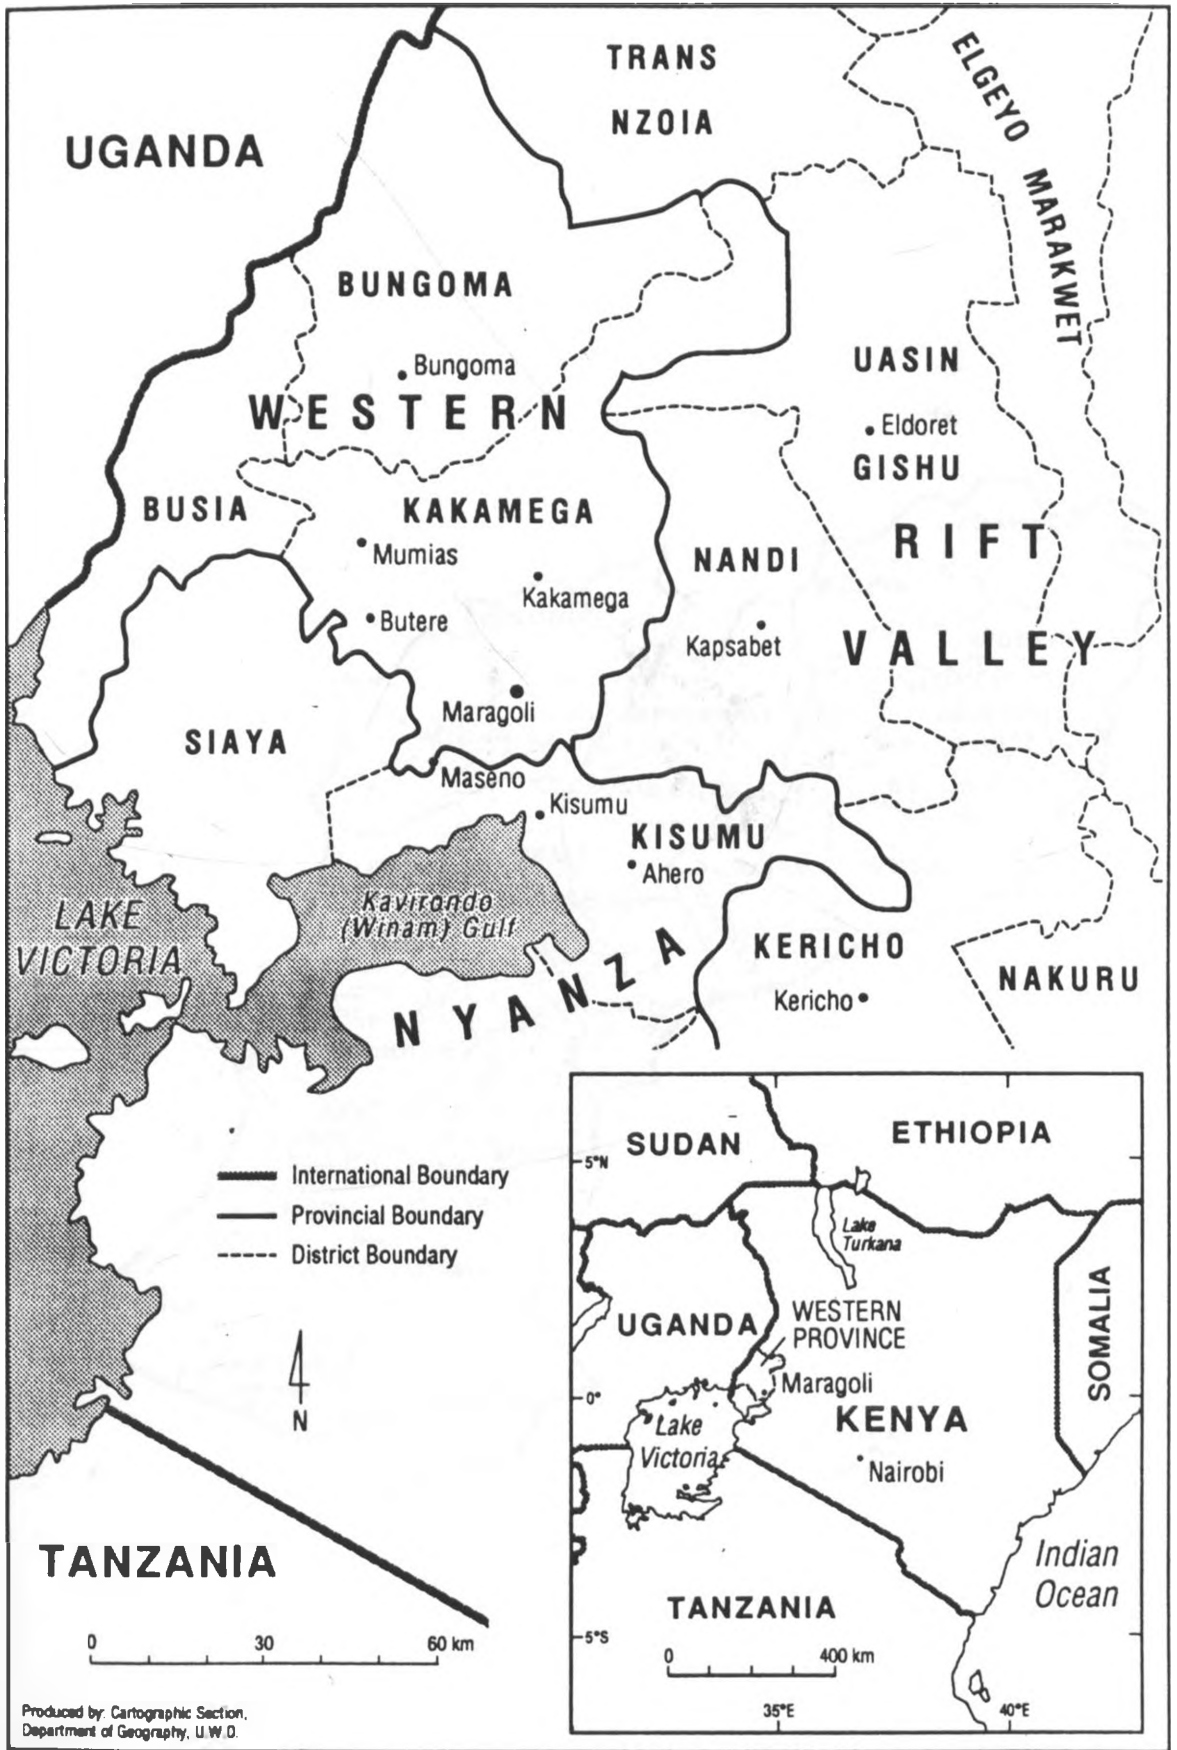 TRANS
NZOIA
ELGEYO MARAKWET
UGANDA
BUNGOMA
Bungoma
WESTERN
UASIN
Eldoret
GISHU
BUSIA
KAKAMEGA
RIFT
Mumias
NANDI
Kakamega
Butere
Kapsabet
VALLEY
Maragoli
SIAYA
Maseno
Kisumu
KISUMU
Ahero
LAKE
VICTORIA
Kavirondo
(Winam) Gulf
NYANZA
KERICHO
Kericho
NAKURU
International Boundary
Provincial Boundary
District Boundary
N
TANZANIA
0 30 60 km
Produced by: Cartographic Section,
Department of Geography, U.W.O.
SUDAN
ETHIOPIA
5°N
Lake
Turkana
UGANDA
WESTERN
PROVINCE
SOMALIA
Maragoli
0°
KENYA
Lake
Victoria
Nairobi
Indian
Ocean
TANZANIA
5°S
0 400 km
35°E 40°E